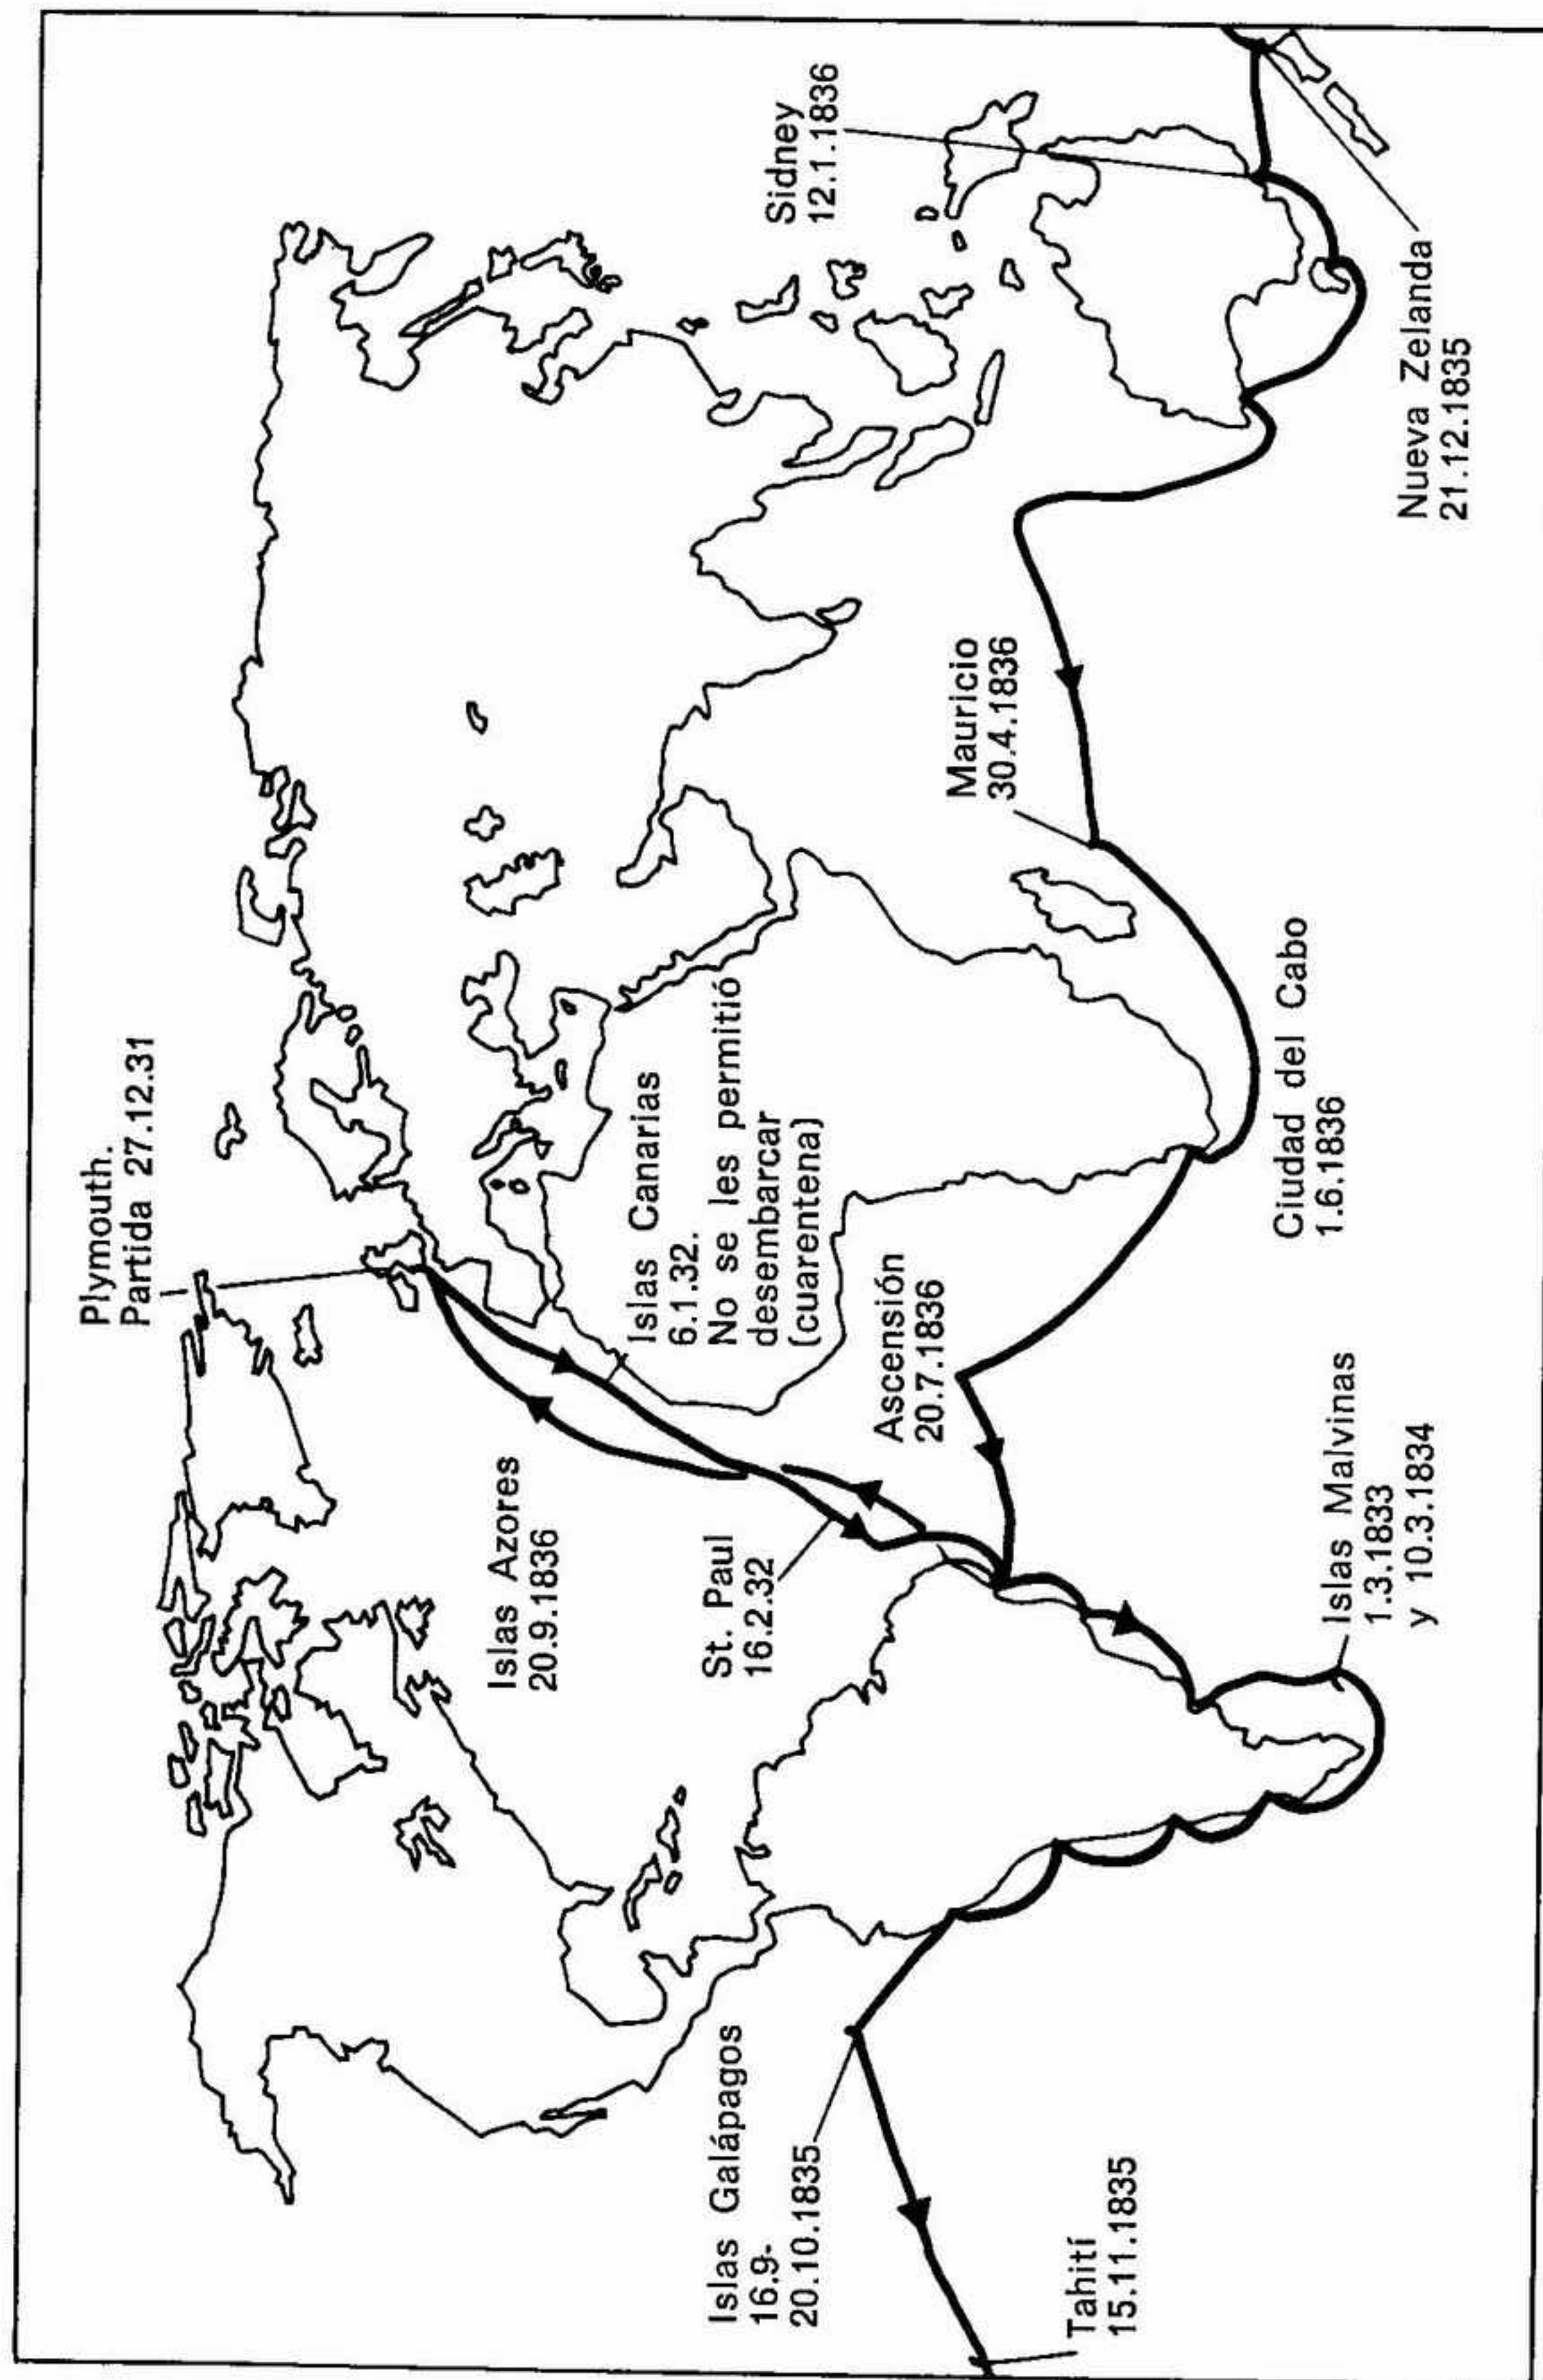 Plymouth.
Partida 27.12.31
Islas Canarias
6.1.32.
No se les permitió
desembarcar
(cuarentena)
Islas Azores
20.9.1836
St. Paul
16.2.32
Ascensión
20.7.1836
Islas Malvinas
1.3.1833
y 10.3.1834
Islas Galápagos
16.9-
20.10.1835
Tahití
15.11.1835
Nueva Zelanda
21.12.1835
Sidney
12.1.1836
Mauricio
30.4.1836
Ciudad del Cabo
1.6.1836